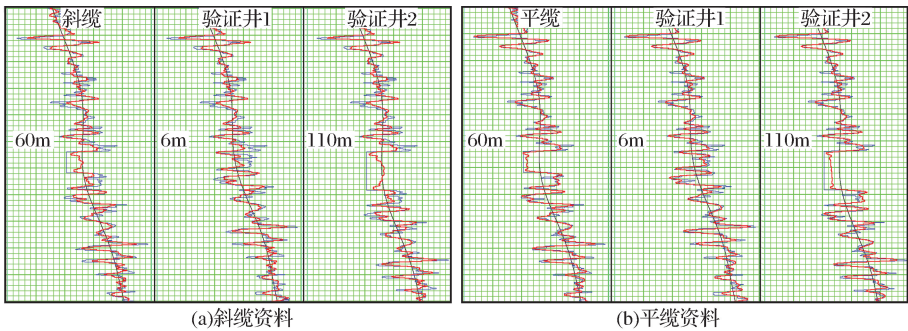 斜缆 验证井1 验证井2 平缆 验证井1 验证井2
60m 6m 110m 60m 6m 110m
(a)斜缆资料 (b)平缆资料